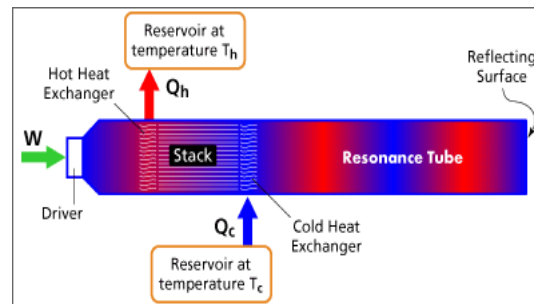 Reservoir at
temperature Th
Hot Heat
Exchanger
Qh
Reflecting
Surface
W
Stack
Resonance Tube
Driver
Qc
Cold Heat
Exchanger
Reservoir at
temperature Tc